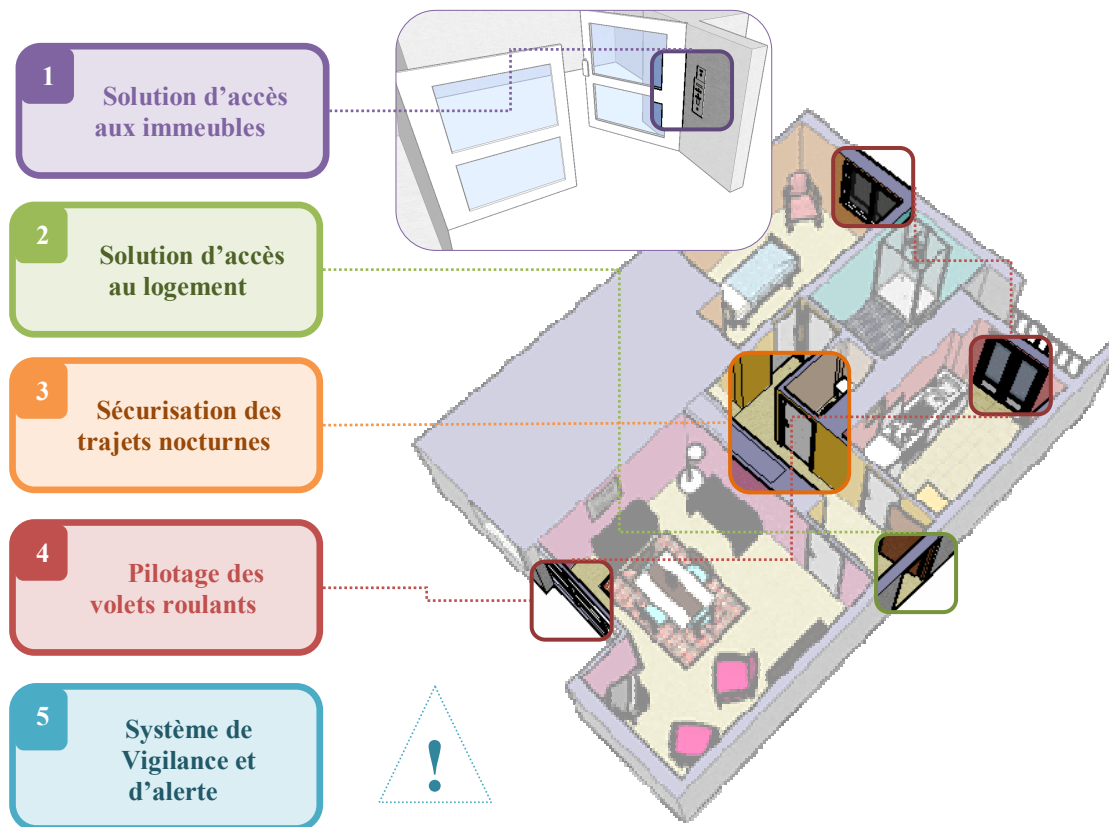 1
Solution d’accès
aux immeubles
2
Solution d’accès
au logement
3
Sécurisation des
trajets nocturnes
4
Pilotage des
volets roulants
5
Système de
Vigilance et
d’alerte
!